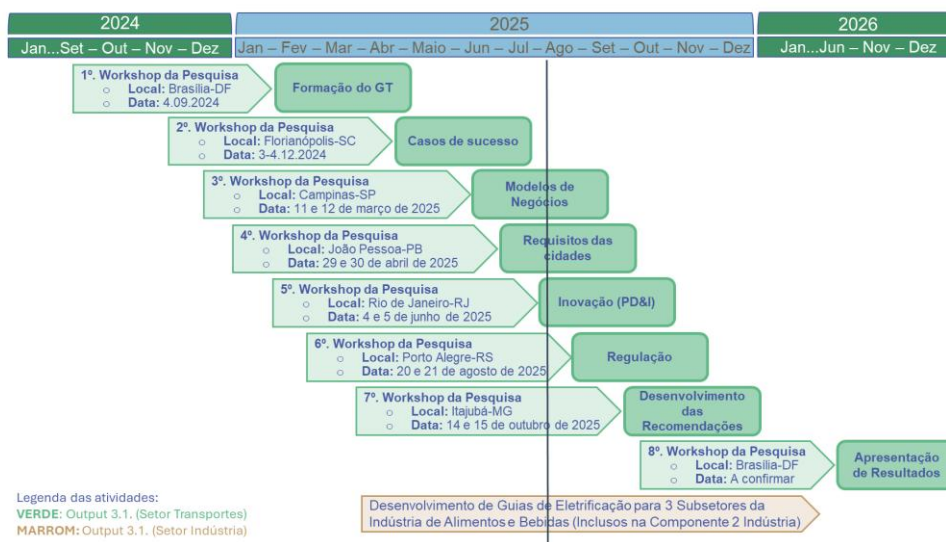 2024
2025
2026
Jan...Set – Out – Nov – Dez
Jan – Fev – Mar – Abr – Maio – Jun – Jul – Ago – Set – Out – Nov – Dez
Jan...Jun – Nov – Dez
1º. Workshop da Pesquisa
o Local: Brasília-DF
o Data: 4.09.2024
Formação do GT
2º. Workshop da Pesquisa
o Local: Florianópolis-SC
o Data: 3-4.12.2024
Casos de sucesso
3º. Workshop da Pesquisa
o Local: Campinas-SP
o Data: 11 e 12 de março de 2025
Modelos de
Negócios
4º. Workshop da Pesquisa
o Local: João Pessoa-PB
o Data: 29 e 30 de abril de 2025
Requisitos das
cidades
5º. Workshop da Pesquisa
o Local: Rio de Janeiro-RJ
o Data: 4 e 5 de junho de 2025
Inovação (PD&I)
6º. Workshop da Pesquisa
o Local: Porto Alegre-RS
o Data: 20 e 21 de agosto de 2025
Regulação
7º. Workshop da Pesquisa
o Local: Itajubá-MG
o Data: 14 e 15 de outubro de 2025
Desenvolvimento
das
Recomendações
8º. Workshop da Pesquisa
o Local: Brasília-DF
o Data: A confirmar
Apresentação
de Resultados
Legenda das atividades:
VERDE: Output 3.1. (Setor Transportes)
MARROM: Output 3.1. (Setor Indústria)
Desenvolvimento de Guias de Eletrificação para 3 Subsetores da
Indústria de Alimentos e Bebidas (Inclusos na Componente 2 Indústria)